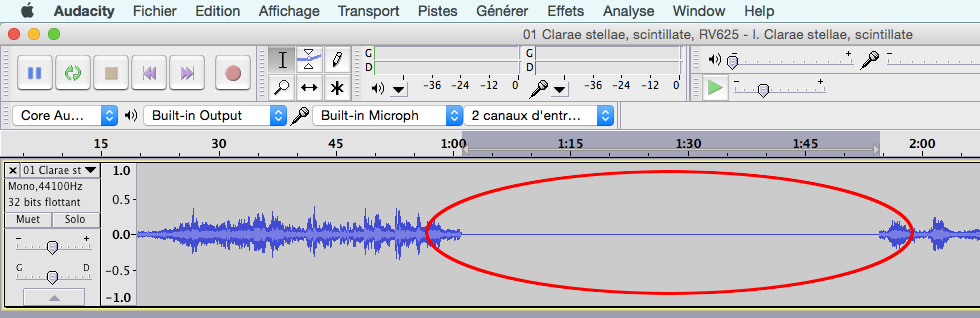 Audacity Fichier Edition Affichage Transport Pistes Générer Effets Analyse Window Help
01 Clarae stellae, scintillate, RV625 - I. Clarae stellae, scintillate
G
D
-36 -24 -12 0
G
D
-36 -24 -12 0
- +
-
- +
Core Au... Built-in Output Built-in Microph 2 canaux d'entr...
15 30 45 1:00 1:15 1:30 1:45 2:00
01 Clarae st
Mono,44100Hz
32 bits flottant
Muet Solo
- +
G D
1.0
0.5
0.0
-0.5
-1.0